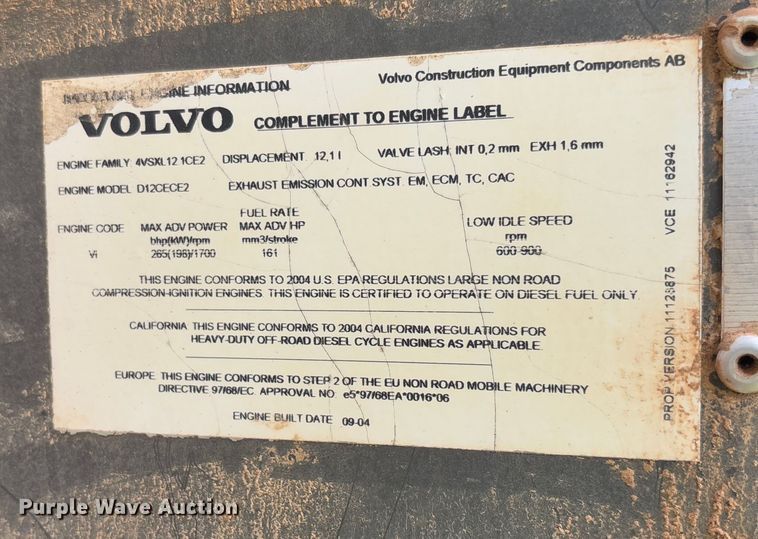 IMPORTANT ENGINE INFORMATION
Volvo Construction Equipment Components AB
VOLVO COMPLEMENT TO ENGINE LABEL
ENGINE FAMILY 4VSXL12.1CE2 DISPLACEMENT 12,1 l VALVE LASH, INT 0,2 mm EXH 1,6 mm
ENGINE MODEL D12CECE2 EXHAUST EMISSION CONT SYST. EM, ECM, TC, CAC
FUEL RATE
ENGINE CODE MAX ADV POWER MAX ADV HP LOW IDLE SPEED
bhp(kW)/rpm mm3/stroke rpm
Vi 265(198)/1700 161 600-900
THIS ENGINE CONFORMS TO 2004 U.S. EPA REGULATIONS LARGE NON ROAD
COMPRESSION-IGNITION ENGINES. THIS ENGINE IS CERTIFIED TO OPERATE ON DIESEL FUEL ONLY.
CALIFORNIA THIS ENGINE CONFORMS TO 2004 CALIFORNIA REGULATIONS FOR
HEAVY-DUTY OFF-ROAD DIESEL CYCLE ENGINES AS APPLICABLE.
EUROPE THIS ENGINE CONFORMS TO STEP 2 OF THE EU NON ROAD MOBILE MACHINERY
DIRECTIVE 97/68/EC. APPROVAL NO. e5*97/68EA*0016*06
ENGINE BUILT DATE 09-04
PROP VERSION 11128875 VCE 11162942
Purple Wave Auction